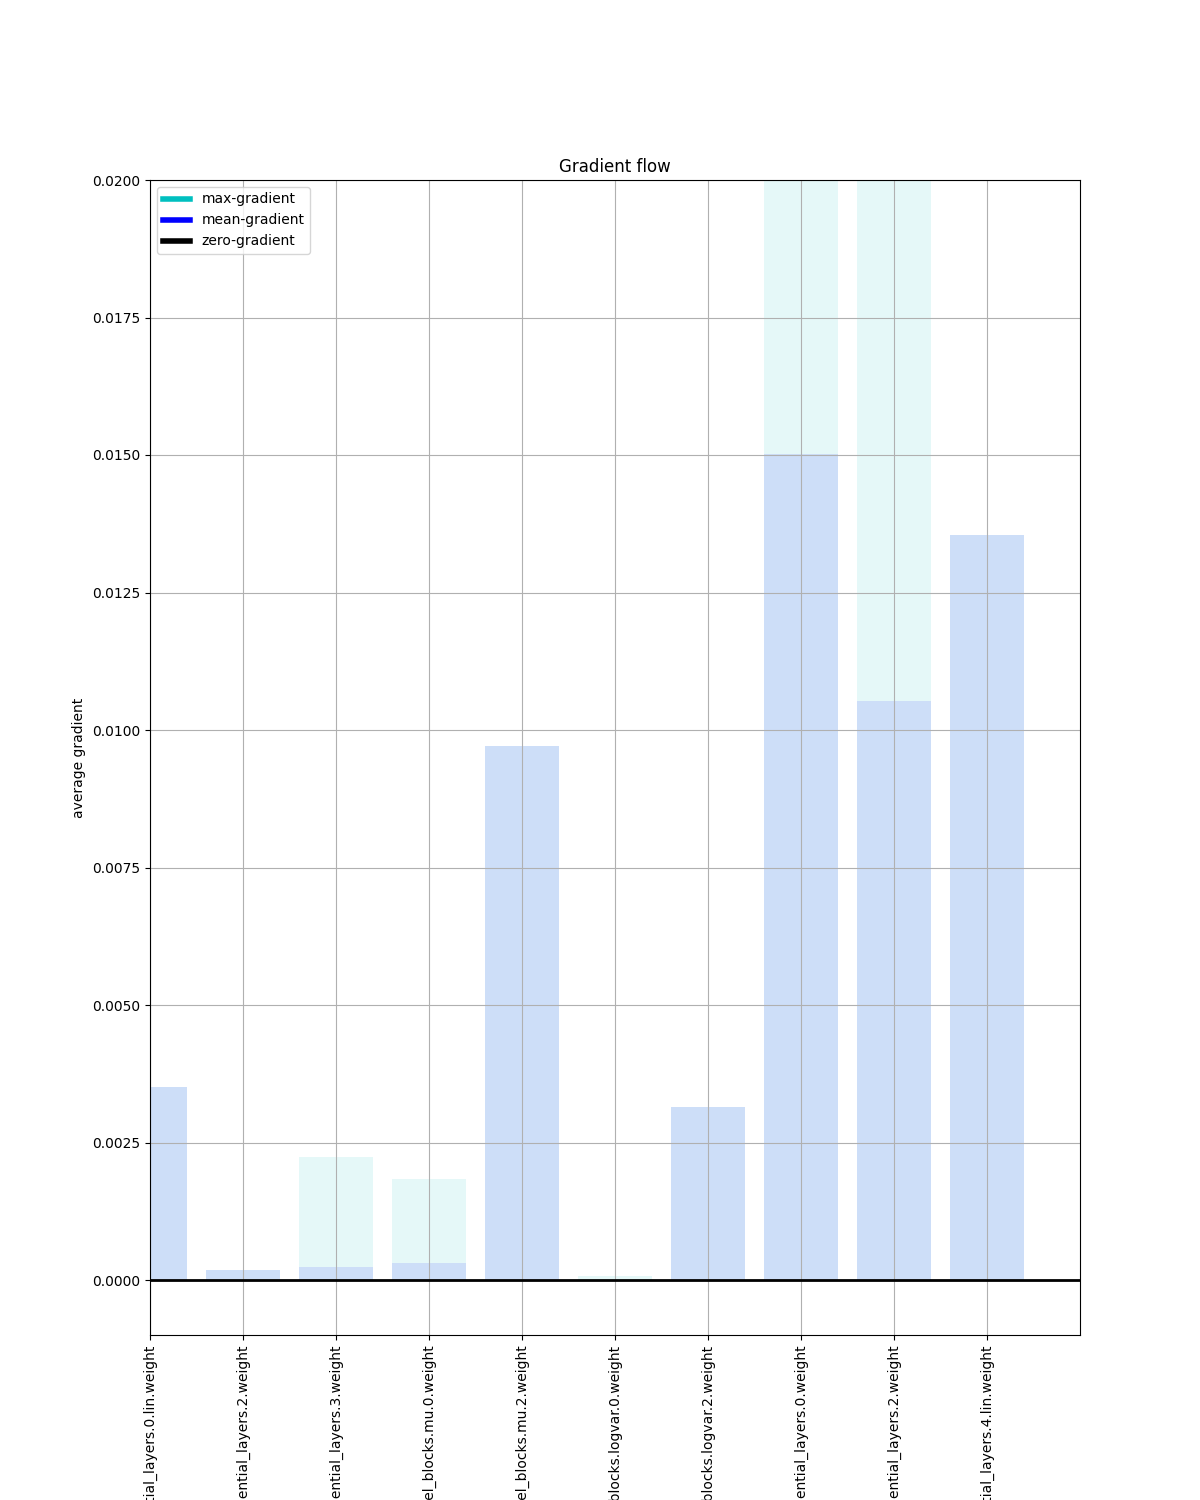 Gradient flow
max-gradient
mean-gradient
zero-gradient
0.0200
0.0175
0.0150
0.0125
0.0100
0.0075
0.0050
0.0025
0.0000
average gradient
tial_layers.0.lin.weight
ential_layers.2.weight
ential_layers.3.weight
el_blocks.mu.0.weight
el_blocks.mu.2.weight
blocks.logvar.0.weight
blocks.logvar.2.weight
ential_layers.0.weight
ential_layers.2.weight
tial_layers.4.lin.weight